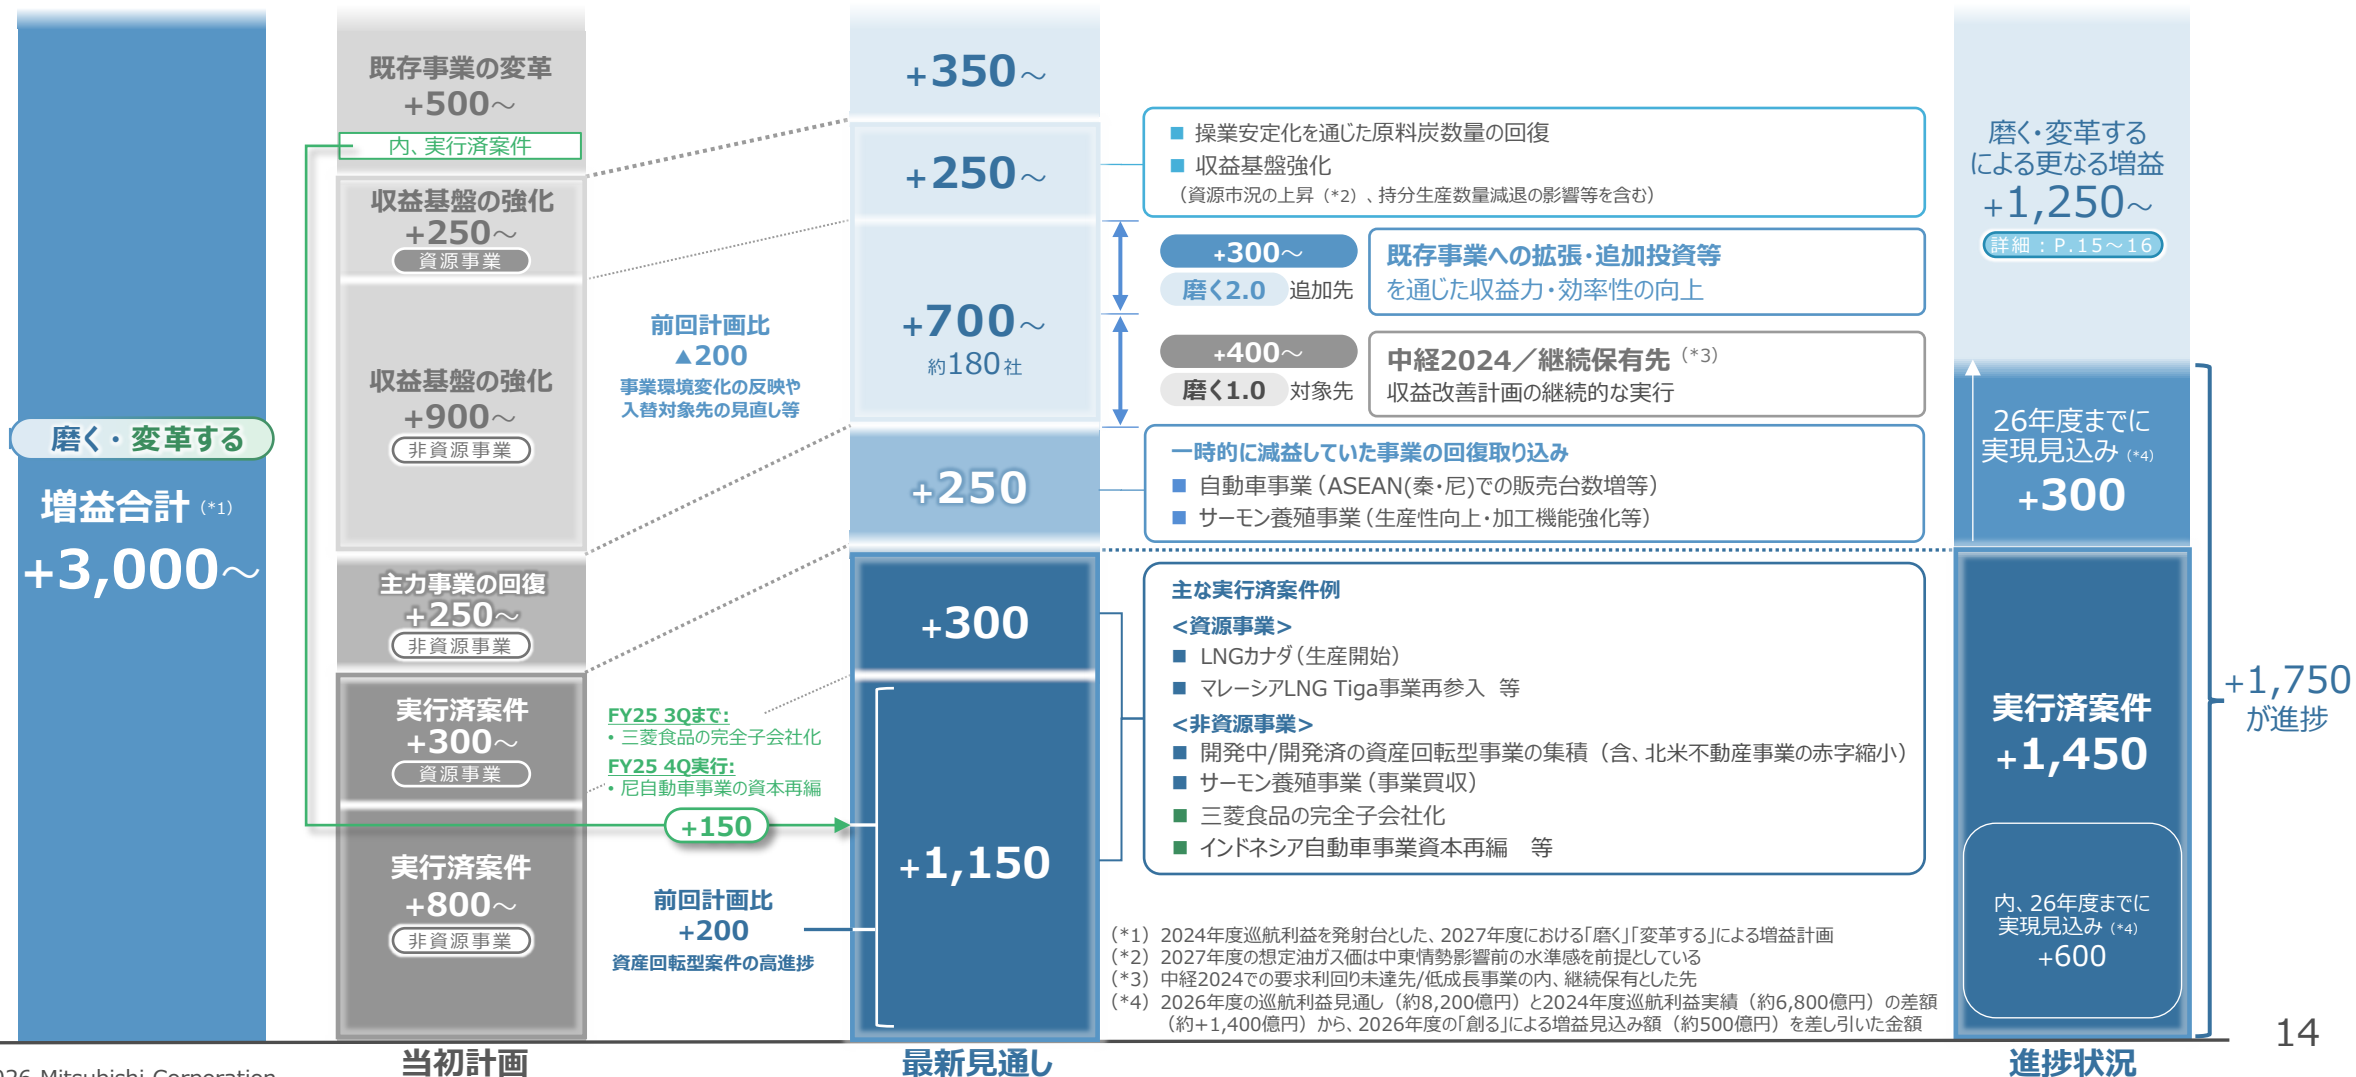 磨く・変革する
増益合計 (*1)
+3,000～
既存事業の変革
+500～
内、実行済案件
収益基盤の強化
+250～
資源事業
収益基盤の強化
+900～
非資源事業
主力事業の回復
+250～
非資源事業
実行済案件
+300～
資源事業
実行済案件
+800～
非資源事業
当初計画
前回計画比
▲200
事業環境変化の反映や
入替対象先の見直し等
FY25 3Qまで:
• 三菱食品の完全子会社化
FY25 4Q実行:
• 尼自動車事業の資本再編
+150
前回計画比
+200
資産回転型案件の高進捗
+350～
+250～
+700～
約180社
+250
+300
+1,150
最新見通し
■ 操業安定化を通じた原料炭数量の回復
■ 収益基盤強化
（資源市況の上昇（*2）、持分生産数量減退の影響等を含む）
+300～
磨く2.0 追加先
既存事業への拡張・追加投資等
を通じた収益力・効率性の向上
+400～
磨く1.0 対象先
中経2024／継続保有先（*3）
収益改善計画の継続的な実行
一時的に減益していた事業の回復取り込み
■ 自動車事業（ASEAN(秦・尼)での販売台数増等）
■ サーモン養殖事業（生産性向上・加工機能強化等）
主な実行済案件例
<資源事業>
■ LNGカナダ（生産開始）
■ マレーシアLNG Tiga事業再参入 等
<非資源事業>
■ 開発中/開発済の資産回転型事業の集積（含、北米不動産事業の赤字縮小）
■ サーモン養殖事業（事業買収）
■ 三菱食品の完全子会社化
■ インドネシア自動車事業資本再編 等
（*1）2024年度巡航利益を発射台とした、2027年度における「磨く」「変革する」による増益計画
（*2）2027年度の想定油ガス価は中東情勢影響前の水準感を前提としている
（*3）中経2024での要求利回り未達先/低成長事業の内、継続保有とした先
（*4）2026年度の巡航利益見通し（約8,200億円）と2024年度巡航利益実績（約6,800億円）の差額
（約+1,400億円）から、2026年度の「創る」による増益見込み額（約500億円）を差し引いた金額
磨く・変革する
による更なる増益
+1,250～
詳細：P.15～16
26年度までに
実現見込み (*4)
+300
実行済案件
+1,450
内、26年度までに
実現見込み (*4)
+600
進捗状況
+1,750
が進捗
14
026 Mitsubishi Corporation